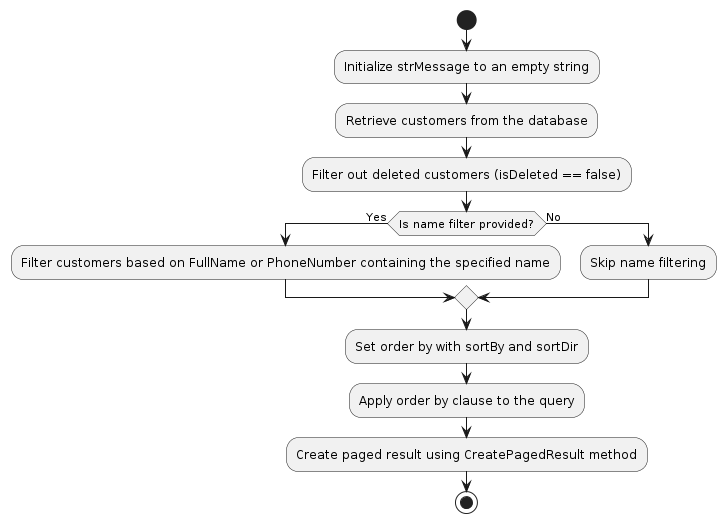 Initialize strMessage to an empty string
Retrieve customers from the database
Filter out deleted customers (isDeleted == false)
Is name filter provided?
Yes
No
Filter customers based on FullName or PhoneNumber containing the specified name
Skip name filtering
Set order by with sortBy and sortDir
Apply order by clause to the query
Create paged result using CreatePagedResult method